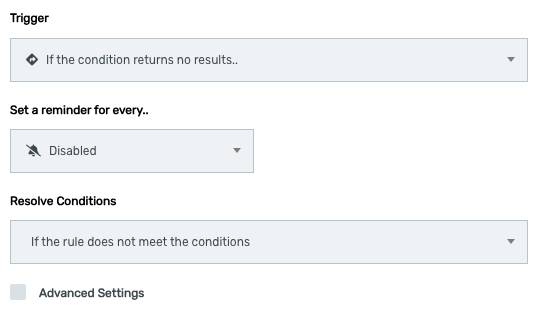 Trigger
If the condition returns no results..
Set a reminder for every..
Disabled
Resolve Conditions
If the rule does not meet the conditions
Advanced Settings